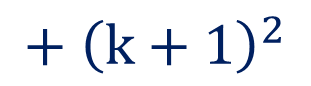 + (k + 1)²